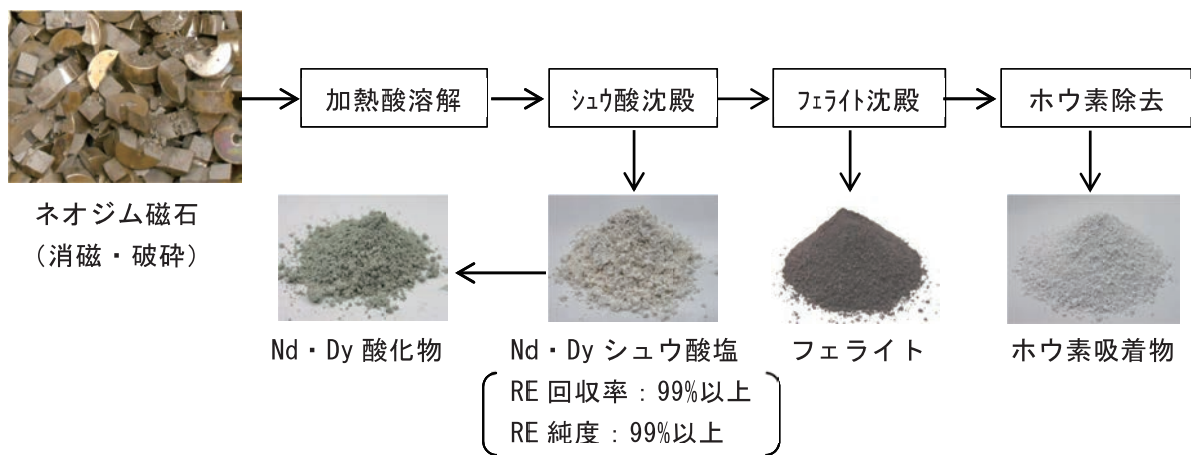 加熱酸溶解
シュウ酸沈殿
フェライト沈殿
ホウ素除去
ネオジム磁石
（消磁・破砕）
Nd・Dy 酸化物
Nd・Dy シュウ酸塩
フェライト
ホウ素吸着物
RE 回収率：99%以上
RE 純度：99%以上